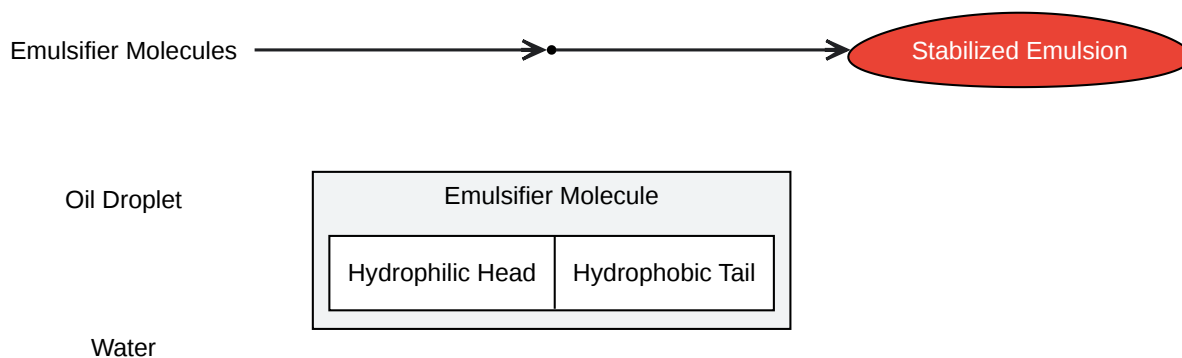 Emulsifier Molecules
Stabilized Emulsion
Oil Droplet
Emulsifier Molecule
Hydrophilic Head
Hydrophobic Tail
Water